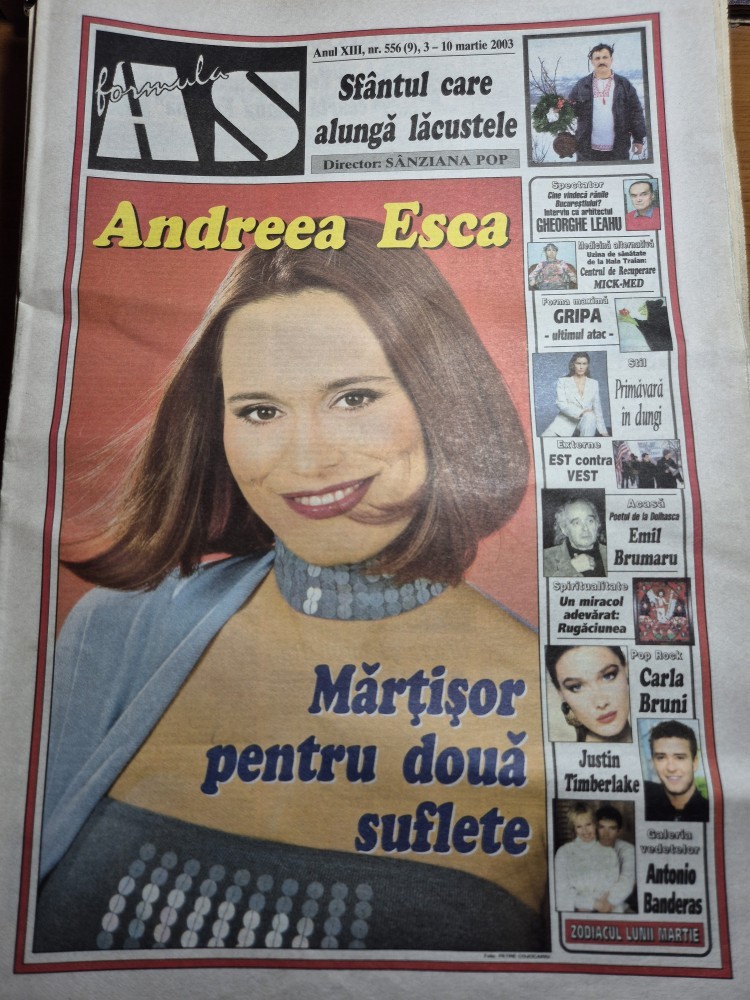 formula
AS
Anul XIII, nr. 556 (9), 3 – 10 martie 2003
Sfântul care
alungă lăcustele
Director: SÂNZIANA POP
Andreea Esca
Mărţişor
pentru două
suflete
Spectator
Cine vindecă rănile
Bucureştiului?
Interviu cu arhitectul
GHEORGHE LEAHU
Medicină alternativă
Uzina de sănătate
de la Hala Traian:
Centrul de Recuperare
MICK-MED
Forma maximă
GRIPA
- ultimul atac -
Stil
Primăvară
în dungi
Externe
EST contra
VEST
Acasă
Poetul de la Dolhasca
Emil
Brumaru
Spiritualitate
Un miracol
adevărat:
Rugăciunea
Pop Rock
Carla
Bruni
Justin
Timberlake
Galeria
vedetelor
Antonio
Banderas
ZODIACUL LUNII MARTIE